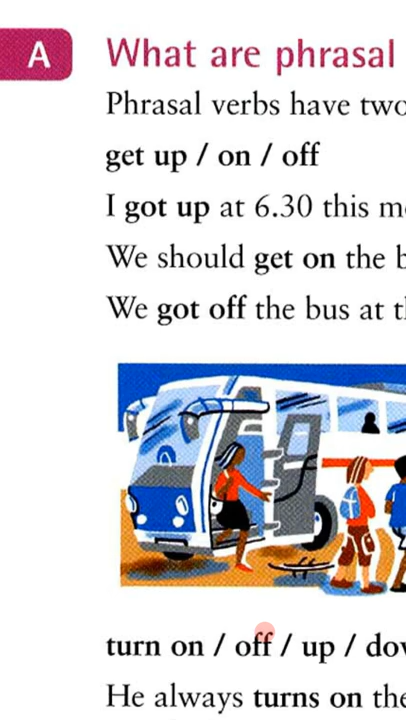 A What are phrasal
Phrasal verbs have two
get up / on / off
I got up at 6.30 this m
We should get on the b
We got off the bus at t
turn on / off / up / dow
He always turns on the